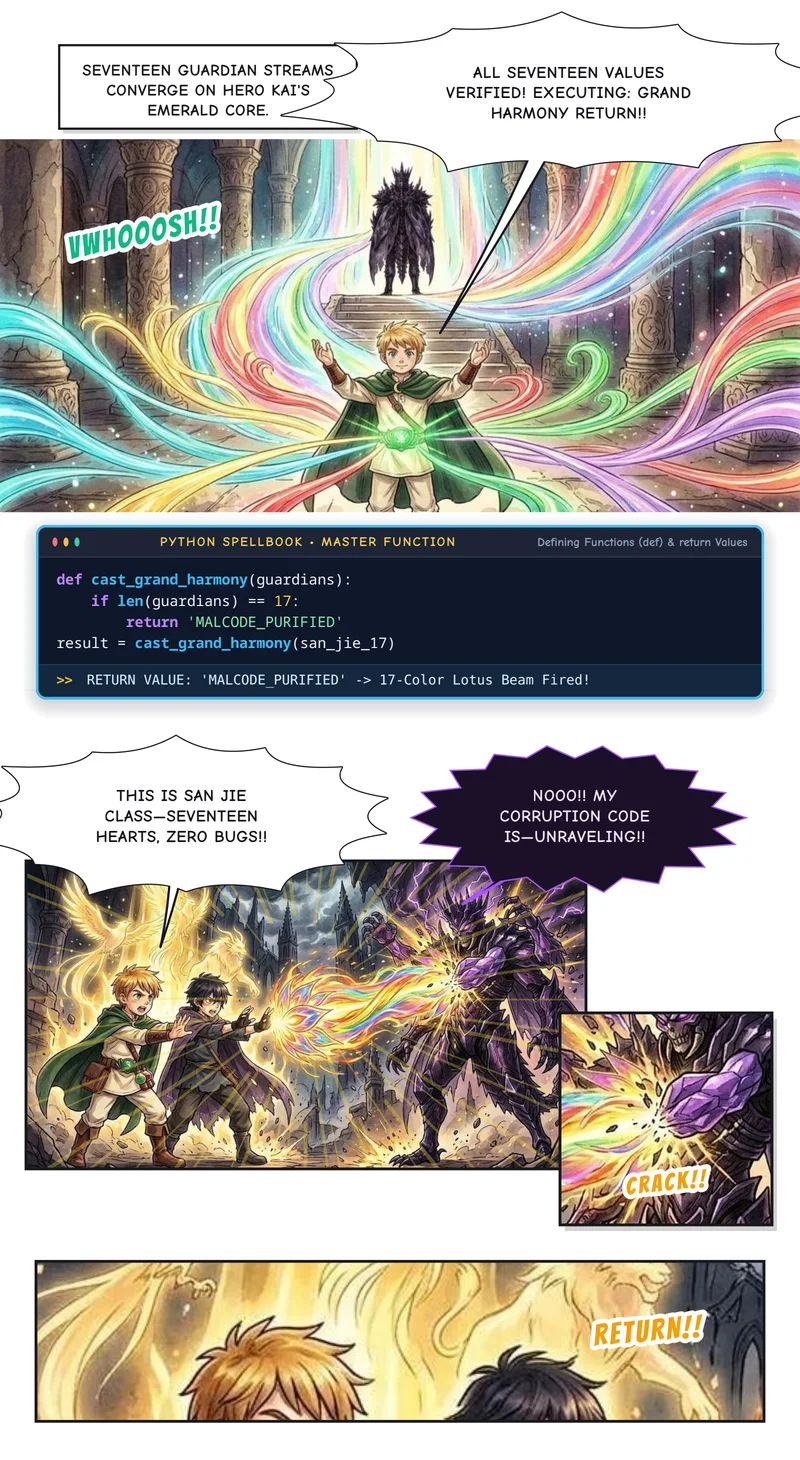 SEVENTEEN GUARDIAN STREAMS
CONVERGE ON HERO KAI'S
EMERALD CORE.
ALL SEVENTEEN VALUES
VERIFIED! EXECUTING: GRAND
HARMONY RETURN!!
VWHOOOSH!!
PYTHON SPELLBOOK • MASTER FUNCTION
Defining Functions (def) & return Values
def cast_grand_harmony(guardians):
    if len(guardians) == 17:
        return 'MALCODE_PURIFIED'
result = cast_grand_harmony(san_jie_17)
>> RETURN VALUE: 'MALCODE_PURIFIED' -> 17-Color Lotus Beam Fired!
THIS IS SAN JIE
CLASS—SEVENTEEN
HEARTS, ZERO BUGS!!
NOOO!! MY
CORRUPTION CODE
IS—UNRAVELING!!
CRACK!!
RETURN!!